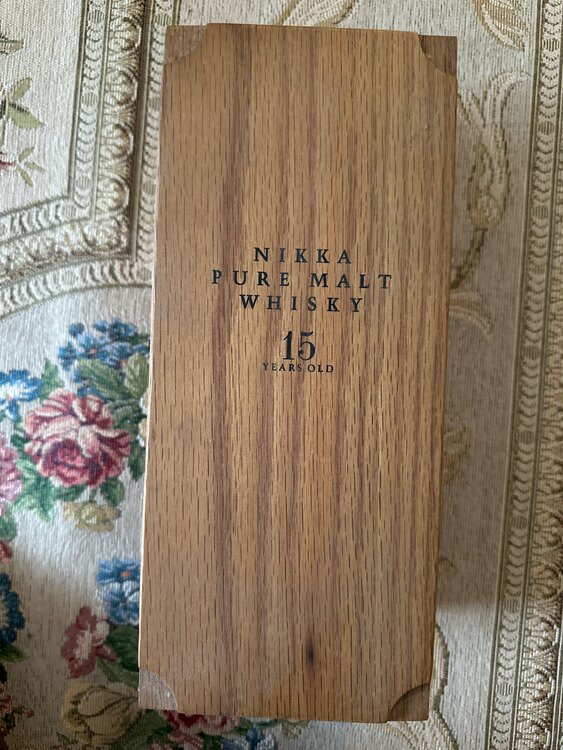 NIKKA
PURE MALT
WHISKY
15
YEARS OLD